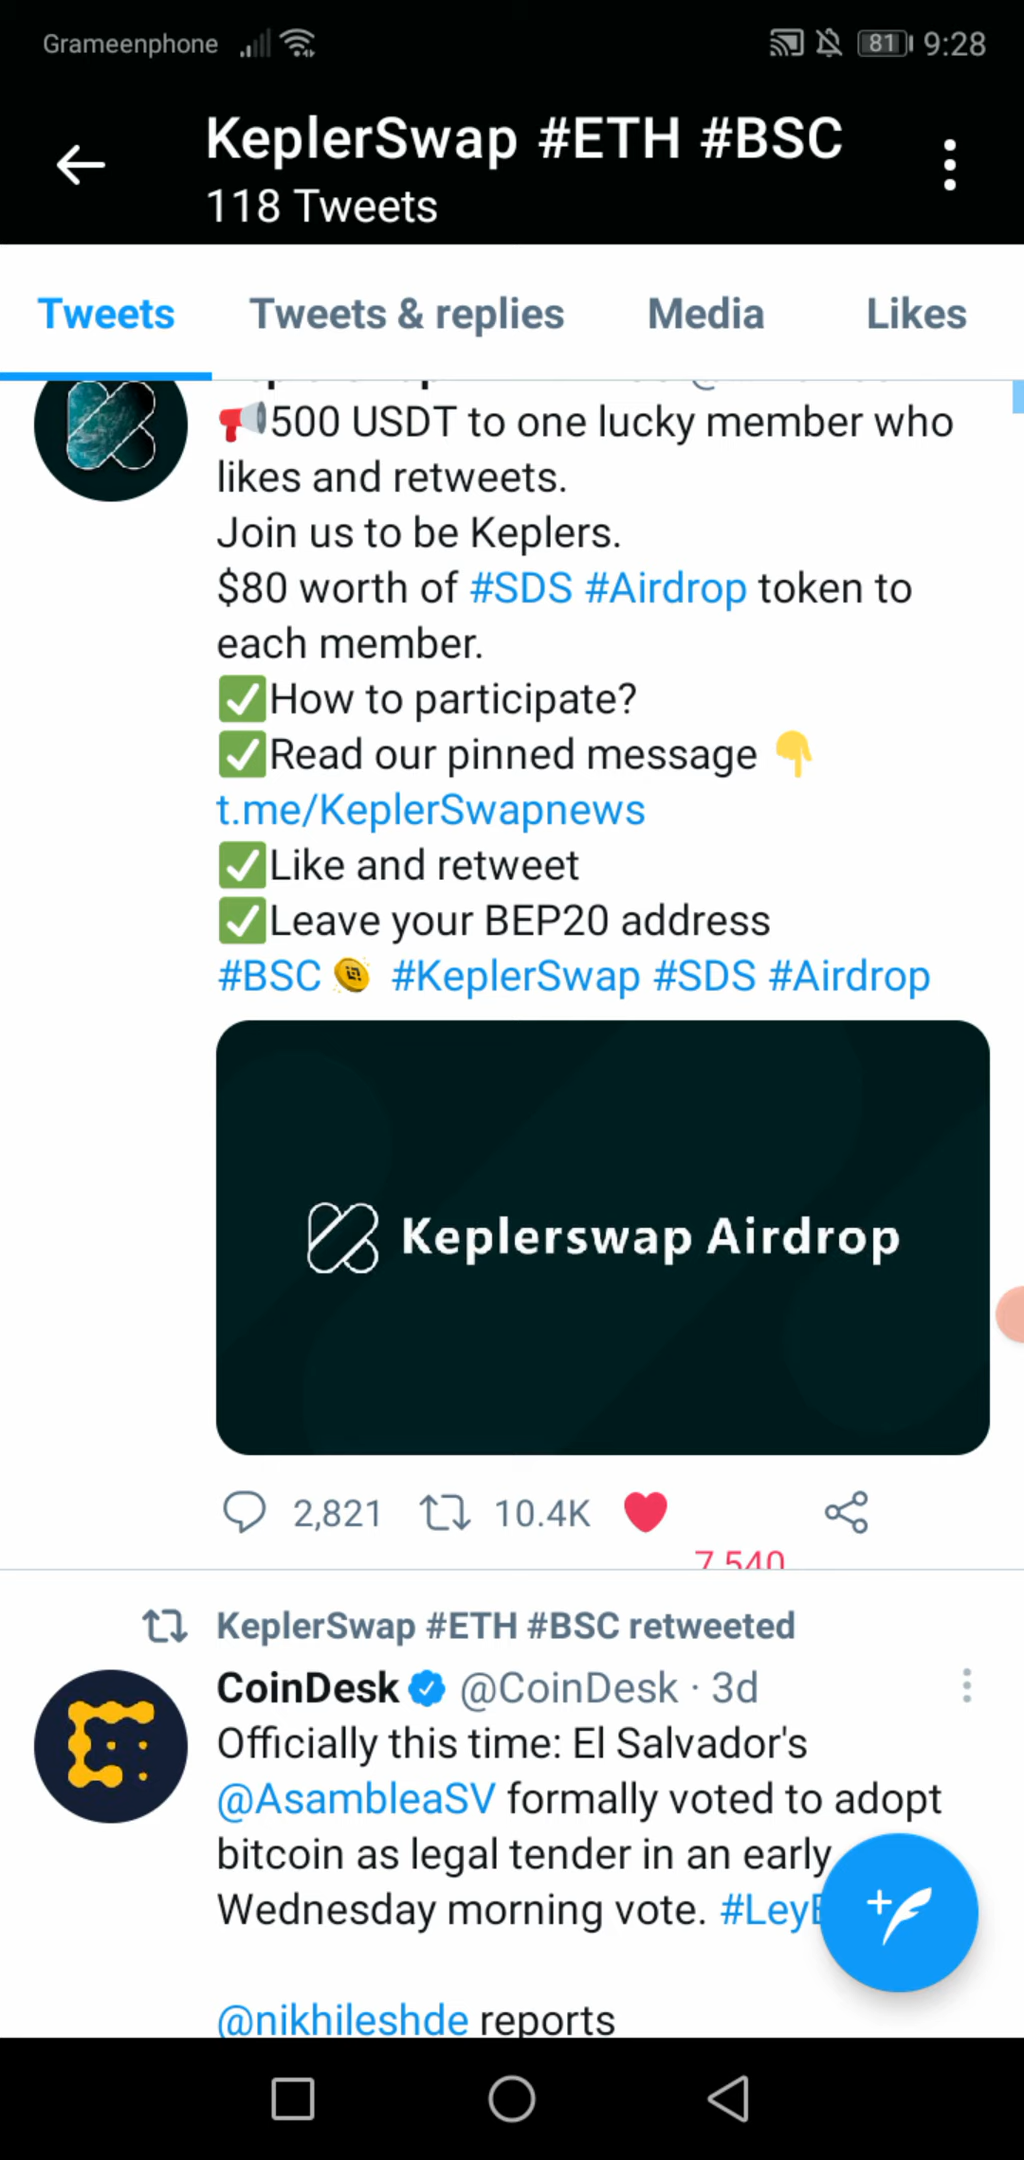 Grameenphone 81 9:28
KeplerSwap #ETH #BSC
118 Tweets
Tweets Tweets & replies Media Likes
500 USDT to one lucky member who
likes and retweets.
Join us to be Keplers.
$80 worth of #SDS #Airdrop token to
each member.
✅How to participate?
✅Read our pinned message 👇
t.me/KeplerSwapnews
✅Like and retweet
✅Leave your BEP20 address
#BSC #KeplerSwap #SDS #Airdrop
Keplerswap Airdrop
2,821 10.4K
7,540
KeplerSwap #ETH #BSC retweeted
CoinDesk @CoinDesk · 3d
Officially this time: El Salvador's
@AsambleaSV formally voted to adopt
bitcoin as legal tender in an early
Wednesday morning vote.
@nikhileshde reports